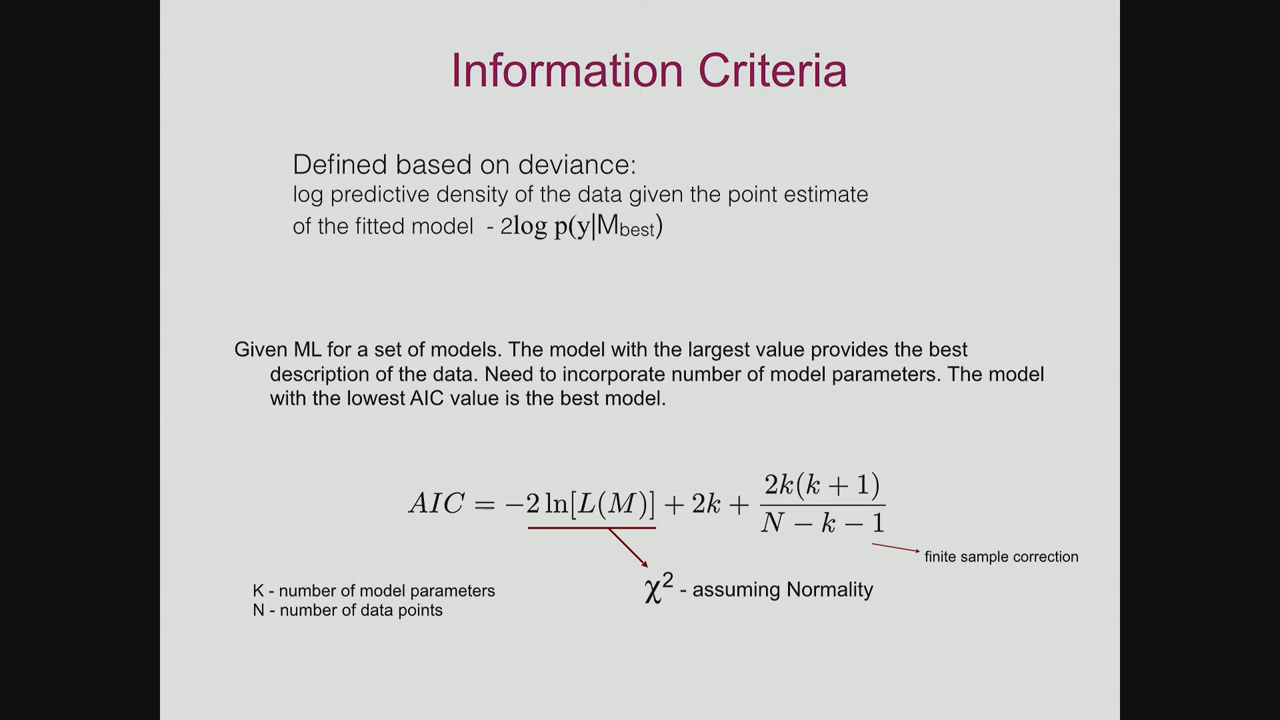 Information Criteria
Defined based on deviance:
log predictive density of the data given the point estimate
of the fitted model - 2log p(y|Mbest)
Given ML for a set of models. The model with the largest value provides the best
description of the data. Need to incorporate number of model parameters. The model
with the lowest AIC value is the best model.
AIC = −2 ln[L(M)] + 2k + 2k(k + 1) / N − k − 1
finite sample correction
χ² - assuming Normality
K - number of model parameters
N - number of data points